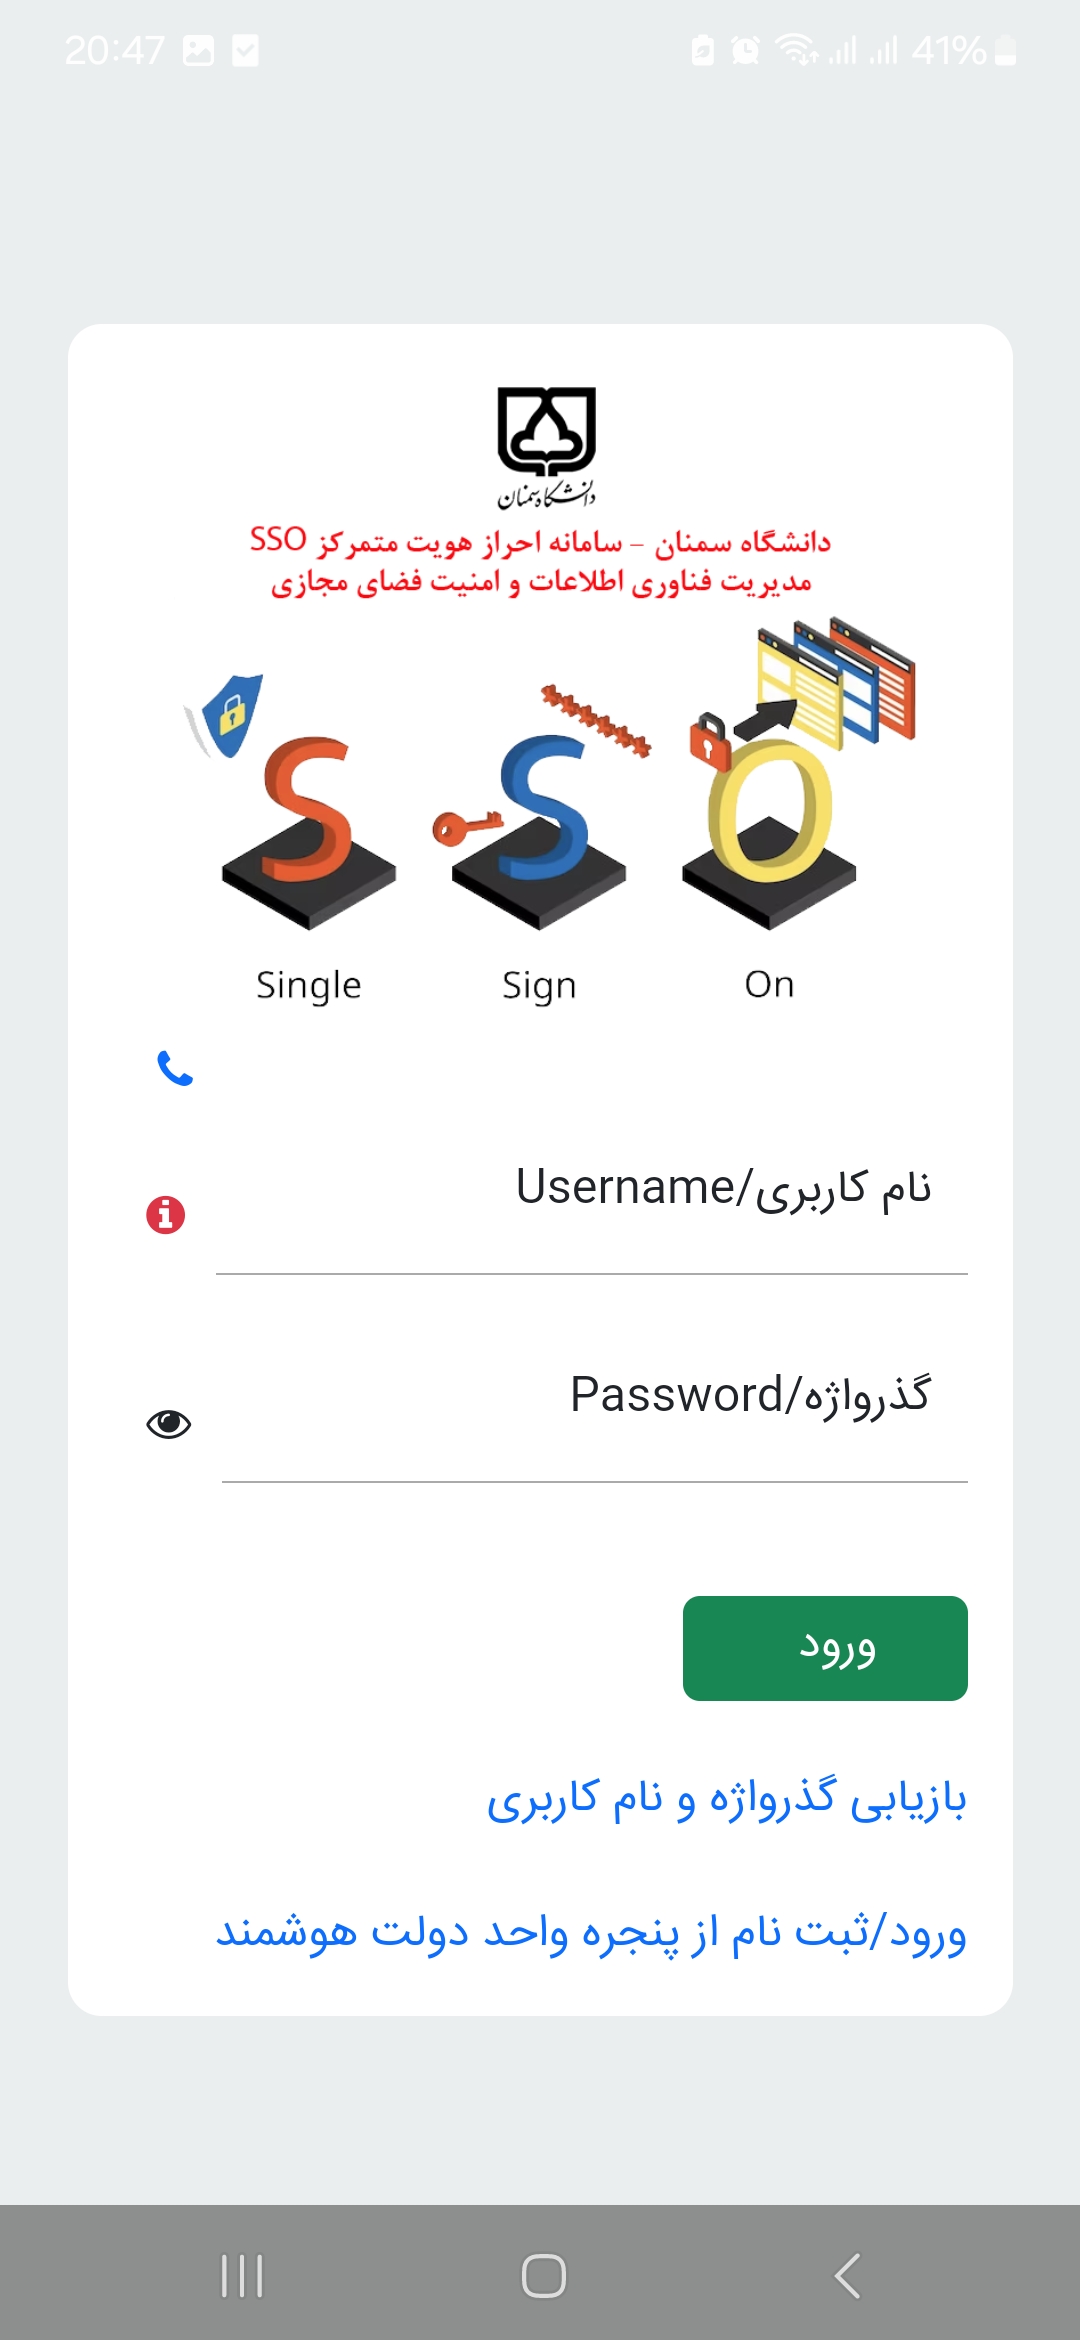 20:47
41%
دانشگاه سمنان
دانشگاه سمنان - سامانه احراز هویت متمرکز SSO
مدیریت فناوری اطلاعات و امنیت فضای مجازی
S S O
Single Sign On
نام کاربری/Username
گذرواژه/Password
ورود
بازیابی گذرواژه و نام کاربری
ورود/ثبت نام از پنجره واحد دولت هوشمند